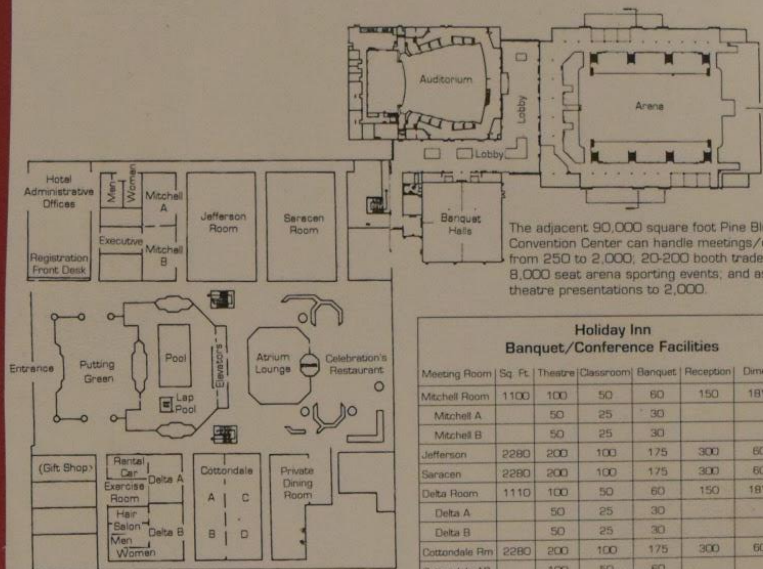 Auditorium
Lobby
Arena
Lobby
Banquet
Halls
Hotel
Administrative
Offices
Registration
Front Desk
Men
Women
Executive
Mitchell
A
Mitchell
B
Jefferson
Room
Saracen
Room
The adjacent 90,000 square foot Pine Bl
Convention Center can handle meetings/
from 250 to 2,000; 20-200 booth trade
8,000 seat arena sporting events; and a
theatre presentations to 2,000.
Entrance
Putting
Green
Pool
Lap
Pool
Elevators
Atrium
Lounge
Celebration's
Restaurant
(Gift Shop)
Rental
Car
Exercise
Room
Hair
Salon
Men
Women
Delta A
Delta B
Cottondale
A C
B D
Private
Dining
Room
Holiday Inn
Banquet/Conference Facilities
Meeting Room Sq. Ft. Theatre Classroom Banquet Reception Dime
Mitchell Room 1100 100 50 60 150 18
Mitchell A 50 25 30
Mitchell B 50 25 30
Jefferson 2280 200 100 175 300 60
Saracen 2280 200 100 175 300 60
Delta Room 1110 100 50 60 150 18
Delta A 50 25 30
Delta B 50 25 30
Cottondale Rm 2280 200 100 175 300 60